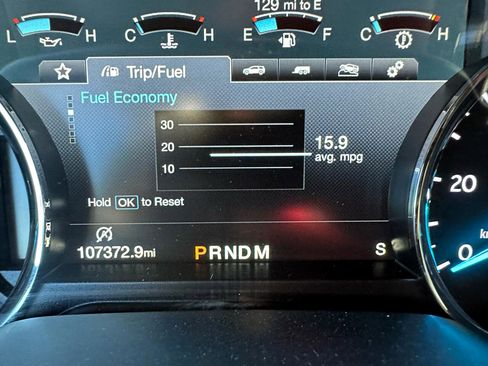 129 mi to E
L H
C H
E F
C H
Trip/Fuel
Fuel Economy
30
20
10
15.9
avg. mpg
Hold OK to Reset
107372.9mi
PRNDM
S
20
0